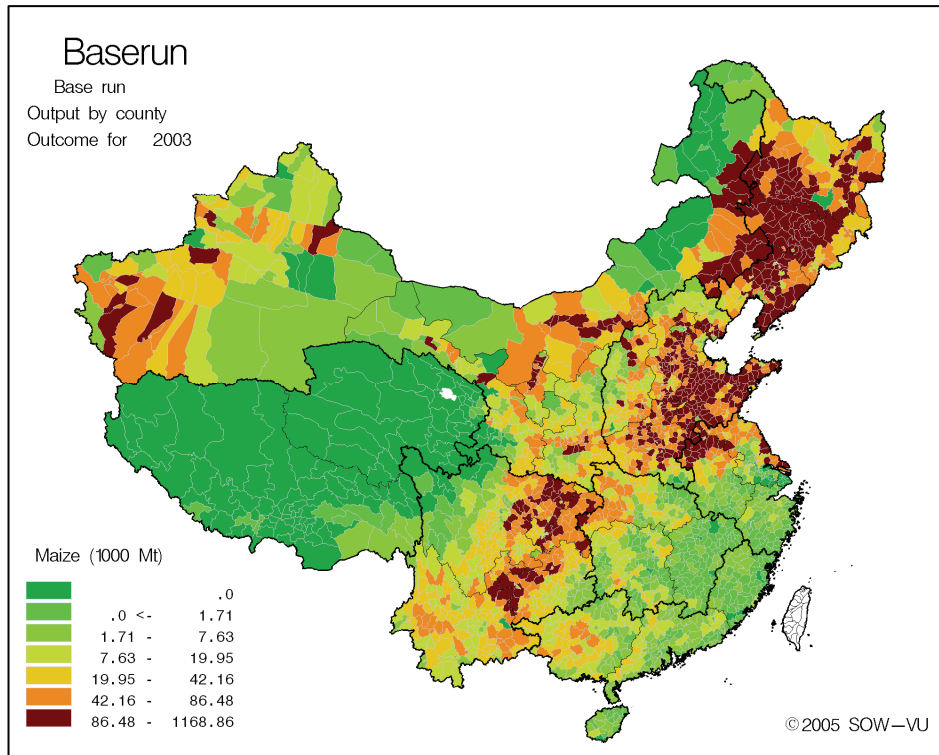 Baserun
Base run
Output by county
Outcome for 2003
Maize (1000 Mt)
.0
.0 <- 1.71
1.71 - 7.63
7.63 - 19.95
19.95 - 42.16
42.16 - 86.48
86.48 - 1168.86
©2005 SOW-VU